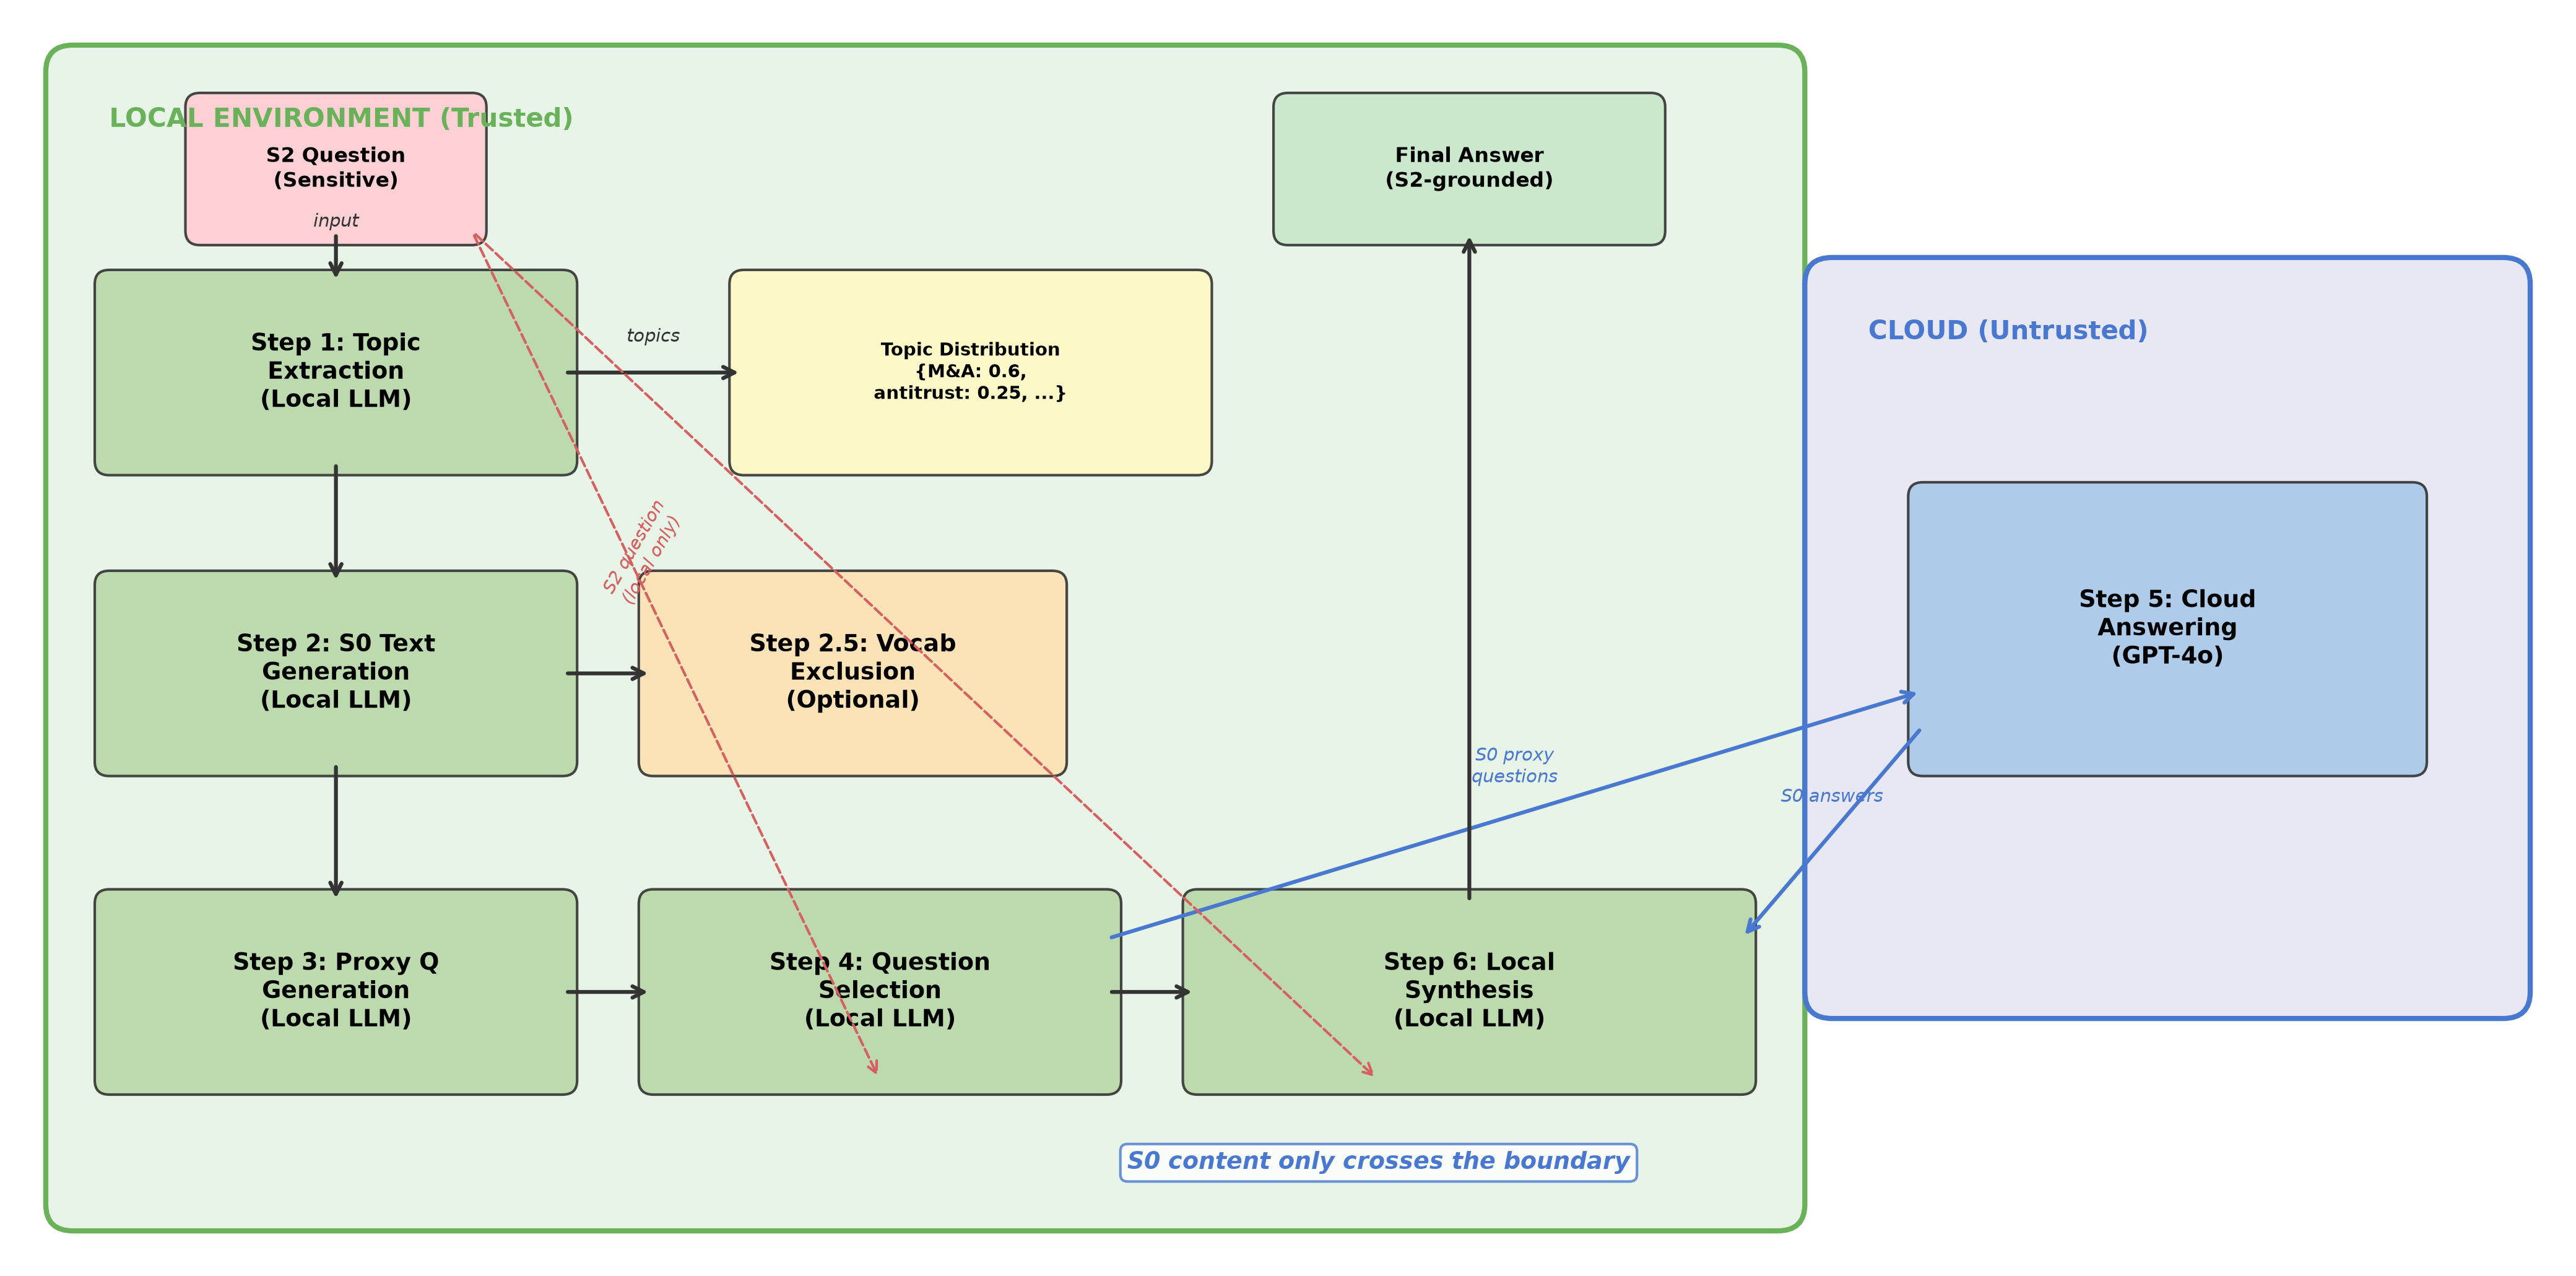 LOCAL ENVIRONMENT (Trusted)
S2 Question
(Sensitive)
input
Final Answer
(S2-grounded)
Step 1: Topic
Extraction
(Local LLM)
topics
Topic Distribution
{M&A: 0.6,
antitrust: 0.25, ...}
CLOUD (Untrusted)
S2 question
(local only)
Step 2: S0 Text
Generation
(Local LLM)
Step 2.5: Vocab
Exclusion
(Optional)
Step 5: Cloud
Answering
(GPT-4o)
S0 proxy
questions
S0 answers
Step 3: Proxy Q
Generation
(Local LLM)
Step 4: Question
Selection
(Local LLM)
Step 6: Local
Synthesis
(Local LLM)
S0 content only crosses the boundary